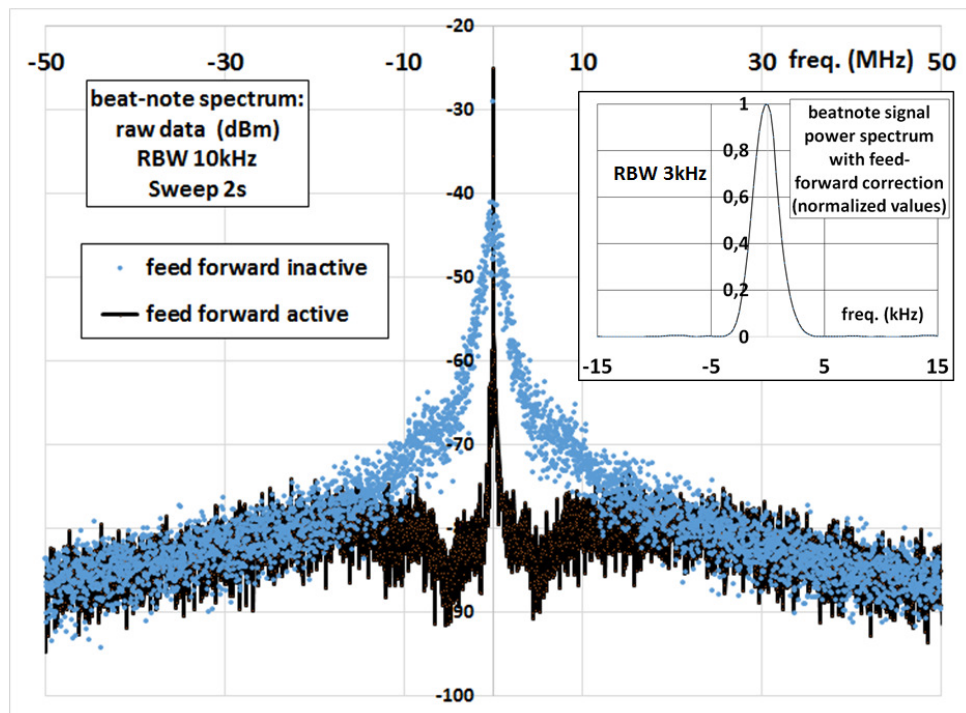 -20
-50 -30 -10 10 30 freq. (MHz) 50
beat-note spectrum:
raw data (dBm)
RBW 10kHz
Sweep 2s
-30
feed forward inactive
feed forward active
-40
-50
-60
-70
-80
-90
-100
1
0,8
0,6
0,4
0,2
0
RBW 3kHz
beatnote signal
power spectrum
with feed-
forward correction
(normalized values)
freq. (kHz)
-15 -5 5 15